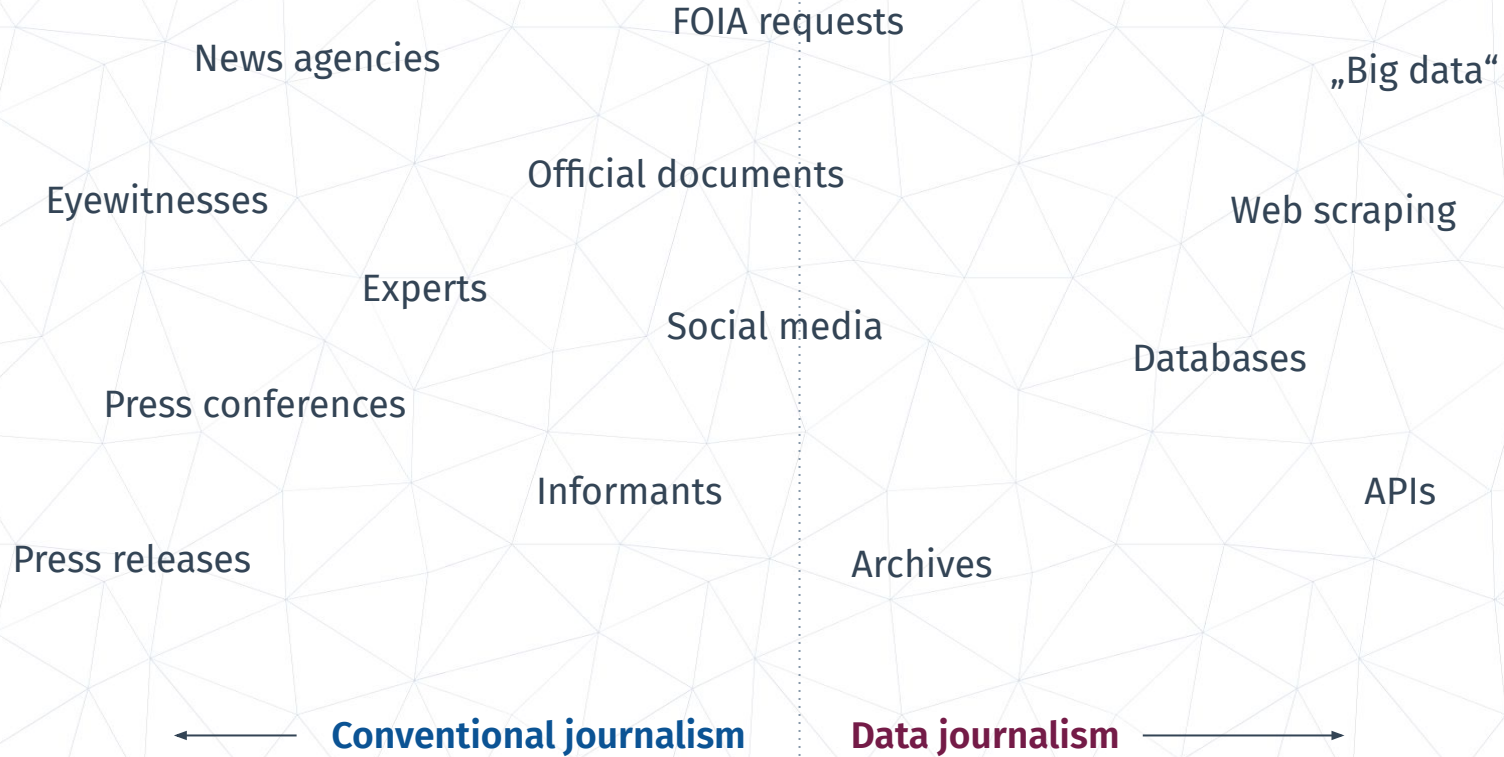 FOIA requests
News agencies
„Big data“
Official documents
Eyewitnesses
Web scraping
Experts
Social media
Databases
Press conferences
Informants
APIs
Press releases
Archives
Conventional journalism
Data journalism